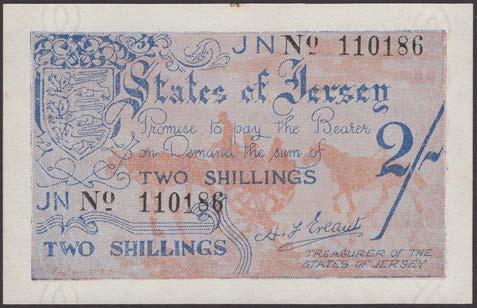 JN Nº 110186
States of Jersey
Promise to pay the Bearer
on Demand the sum of
TWO SHILLINGS
2/-
JN Nº 110186
TWO SHILLINGS
H. F. Ereaut
TREASURER OF THE
STATES OF JERSEY